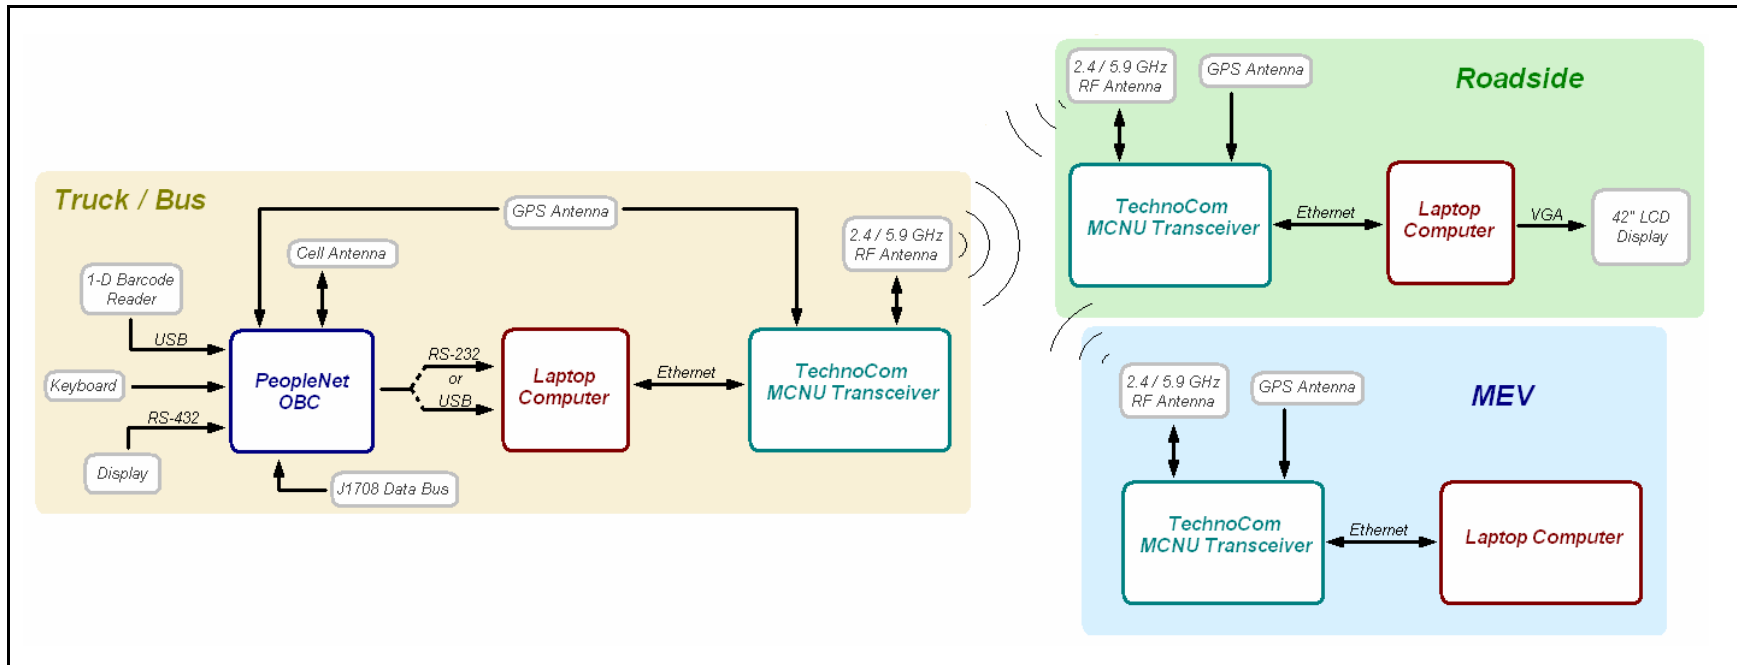 Truck / Bus
GPS Antenna
Cell Antenna
2.4 / 5.9 GHz
RF Antenna
1-D Barcode
Reader
USB
Keyboard
RS-432
Display
J1708 Data Bus
PeopleNet
OBC
RS-232
or
USB
Laptop
Computer
Ethernet
TechnoCom
MCNU Transceiver
Roadside
2.4 / 5.9 GHz
RF Antenna
GPS Antenna
TechnoCom
MCNU Transceiver
Ethernet
Laptop
Computer
VGA
42" LCD
Display
MEV
2.4 / 5.9 GHz
RF Antenna
GPS Antenna
TechnoCom
MCNU Transceiver
Ethernet
Laptop Computer